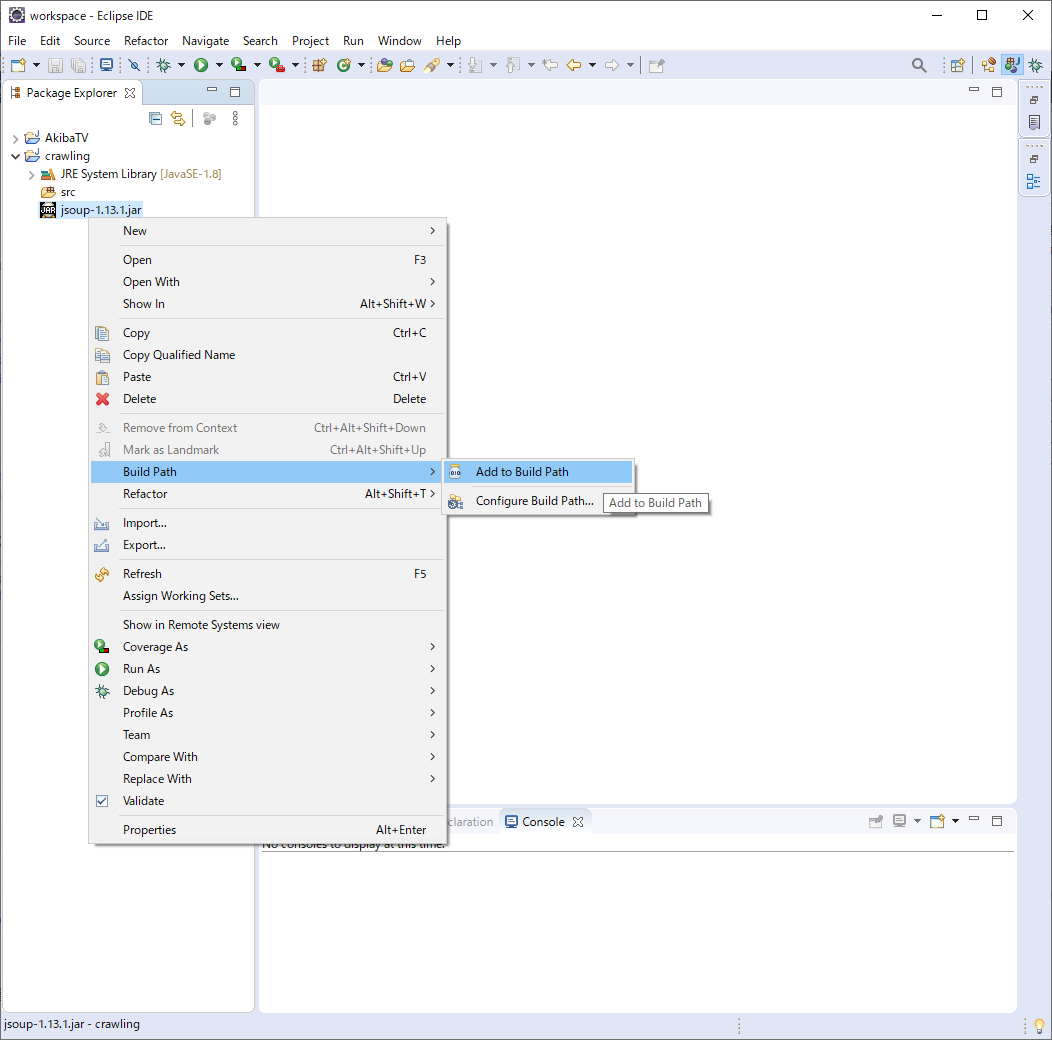 workspace - Eclipse IDE
File Edit Source Refactor Navigate Search Project Run Window Help
Package Explorer
AkibaTV
crawling
JRE System Library [JavaSE-1.8]
src
jsoup-1.13.1.jar
New
Open F3
Open With
Show In Alt+Shift+W
Copy Ctrl+C
Copy Qualified Name
Paste Ctrl+V
Delete Delete
Remove from Context Ctrl+Alt+Shift+Down
Mark as Landmark Ctrl+Alt+Shift+Up
Build Path
Add to Build Path
Refactor Alt+Shift+T
Configure Build Path...
Add to Build Path
Import...
Export...
Refresh F5
Assign Working Sets...
Show in Remote Systems view
Coverage As
Run As
Debug As
Profile As
Team
Compare With
Replace With
Validate
Properties Alt+Enter
claration Console
No consoles to display at this time.
jsoup-1.13.1.jar - crawling